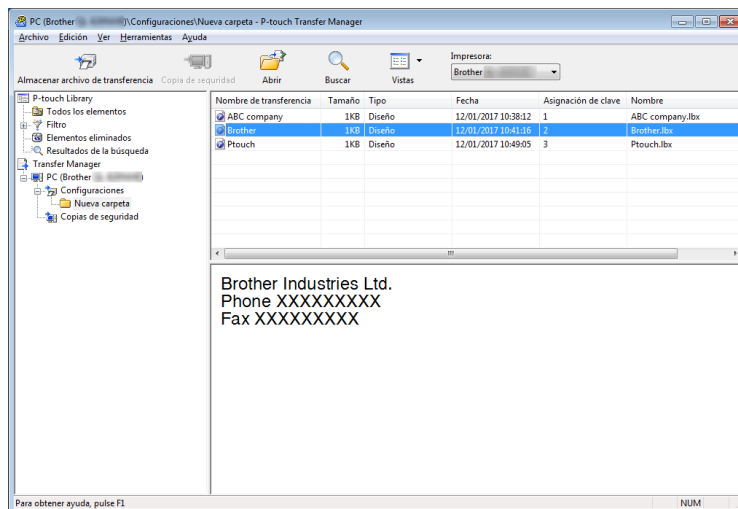 PC (Brother )\Configuraciones\Nueva carpeta - P-touch Transfer Manager
Archivo Edición Ver Herramientas Ayuda
Almacenar archivo de transferencia Copia de seguridad Abrir Buscar Vistas
Impresora:
Brother
P-touch Library
Todos los elementos
Filtro
Elementos eliminados
Resultados de la búsqueda
Transfer Manager
PC (Brother )
Configuraciones
Nueva carpeta
Copias de seguridad
Nombre de transferencia Tamaño Tipo Fecha Asignación de clave Nombre
ABC company 1KB Diseño 12/01/2017 10:38:12 1 ABC company.lbx
Brother 1KB Diseño 12/01/2017 10:41:16 2 Brother.lbx
Ptouch 1KB Diseño 12/01/2017 10:49:05 3 Ptouch.lbx
Brother Industries Ltd.
Phone XXXXXXXXX
Fax XXXXXXXXX
Para obtener ayuda, pulse F1
NUM